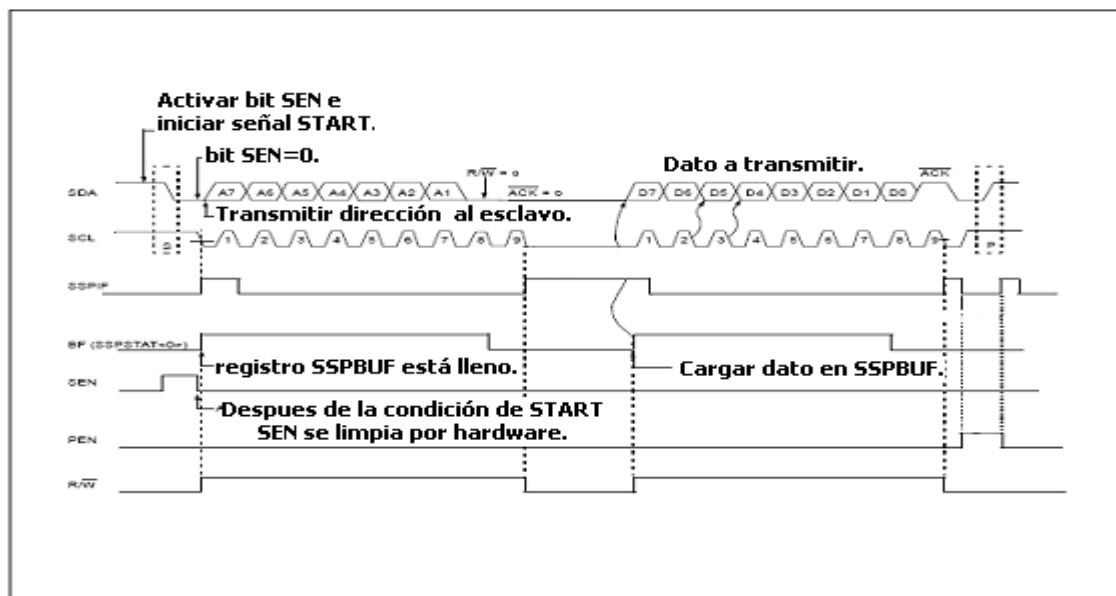 Activar bit SEN e
iniciar señal START.
bit SEN=0.
R/W = 0
Dato a transmitir.
ACK
SDA
A7 A6 A5 A4 A3 A2 A1
ACK = 0
D7 D6 D5 D4 D3 D2 D1 D0
Transmitir dirección al esclavo.
SCL
S
1 2 3 4 5 6 7 8 9
1 2 3 4 5 6 7 8 9
P
SSPIF
BF (SSPSTAT<0>)
registro SSPBUF está lleno.
Cargar dato en SSPBUF.
SEN
Despues de la condición de START
SEN se limpia por hardware.
PEN
R/W